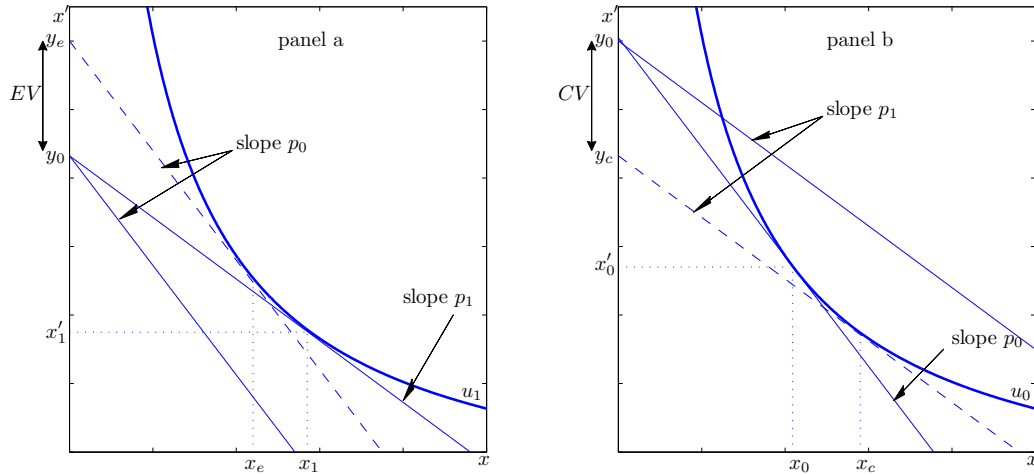 x′
y_e
EV
y_0
x′_1
panel a
slope p_0
slope p_1
u_1
x_e
x_1
x
x′
y_0
CV
y_c
x′_0
panel b
slope p_1
slope p_0
u_0
x_0
x_c
x